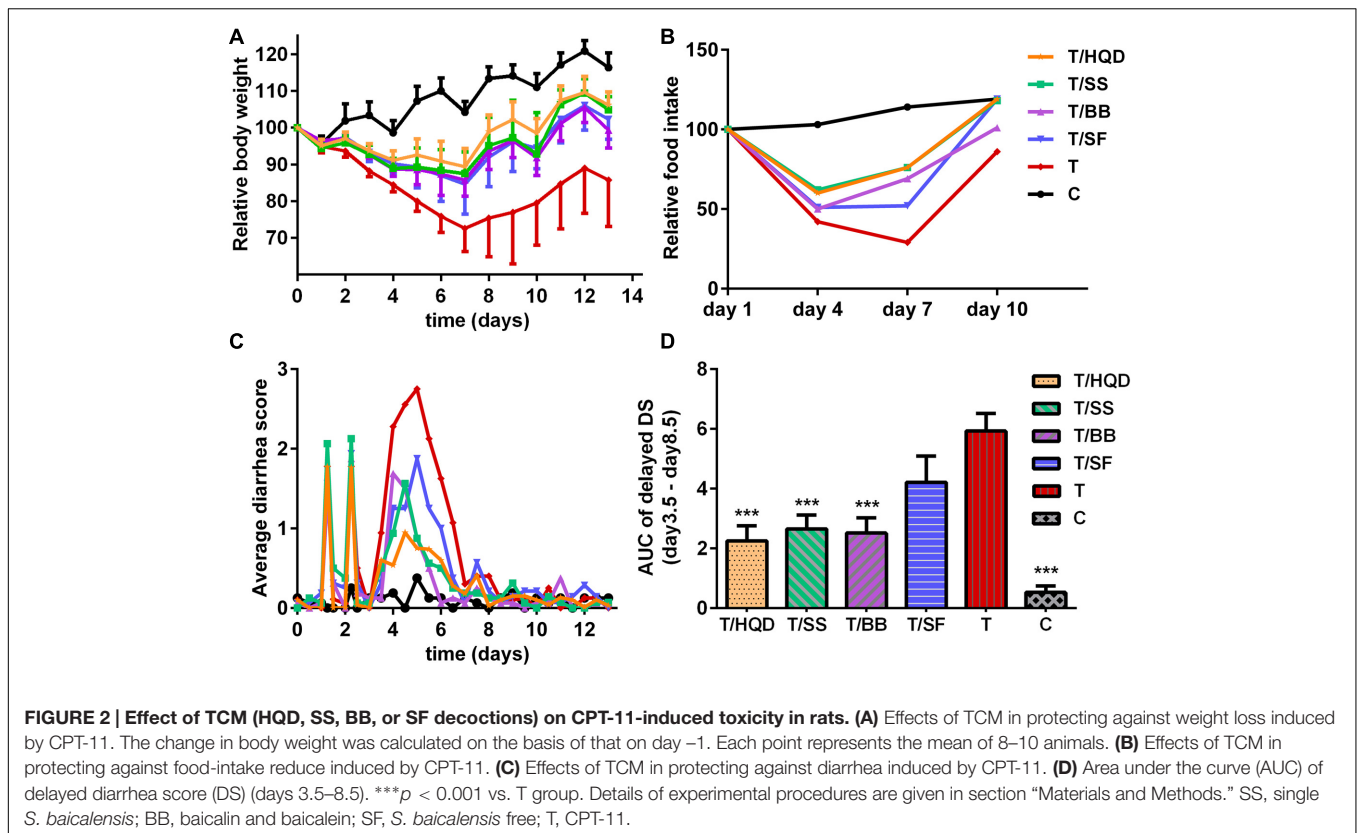 A
Relative body weight
120
110
100
90
80
70
0 2 4 6 8 10 12 14
time (days)
B
Relative food intake
150
100
50
0
day 1 day 4 day 7 day 10
T/HQD
T/SS
T/BB
T/SF
T
C
C
Average diarrhea score
3
2
1
0
0 2 4 6 8 10 12
time (days)
D
AUC of delayed DS
(day3.5 - day8.5)
8
6
4
2
0
*** *** *** ***
T/HQD T/SS T/BB T/SF T C
T/HQD
T/SS
T/BB
T/SF
T
C
FIGURE 2 | Effect of TCM (HQD, SS, BB, or SF decoctions) on CPT-11-induced toxicity in rats. (A) Effects of TCM in protecting against weight loss induced
by CPT-11. The change in body weight was calculated on the basis of that on day –1. Each point represents the mean of 8–10 animals. (B) Effects of TCM in
protecting against food-intake reduce induced by CPT-11. (C) Effects of TCM in protecting against diarrhea induced by CPT-11. (D) Area under the curve (AUC) of
delayed diarrhea score (DS) (days 3.5–8.5). ***p < 0.001 vs. T group. Details of experimental procedures are given in section “Materials and Methods.” SS, single
S. baicalensis; BB, baicalin and baicalein; SF, S. baicalensis free; T, CPT-11.